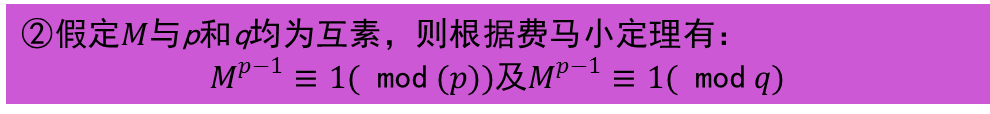 ②假定M与p和q均为互素，则根据费马小定理有：
M^{p−1} ≡ 1( mod (p))及M^{p−1} ≡ 1( mod q)